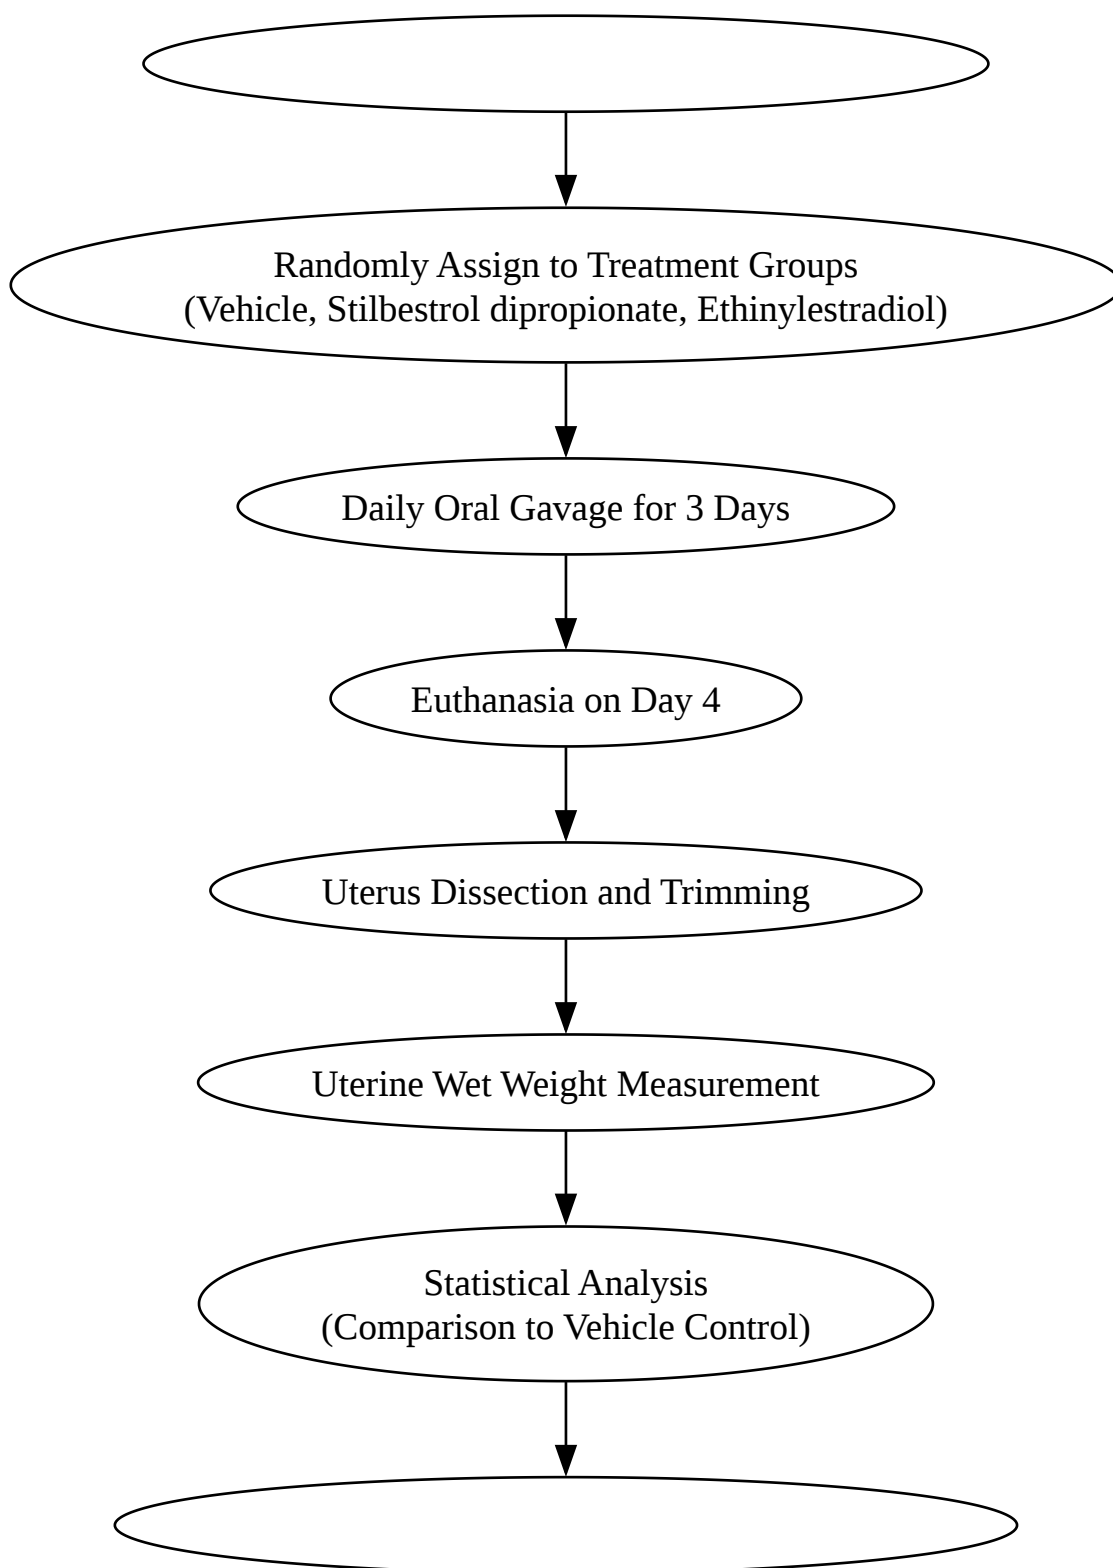 Randomly Assign to Treatment Groups
(Vehicle, Stilbestrol dipropionate, Ethinylestradiol)
Daily Oral Gavage for 3 Days
Euthanasia on Day 4
Uterus Dissection and Trimming
Uterine Wet Weight Measurement
Statistical Analysis
(Comparison to Vehicle Control)